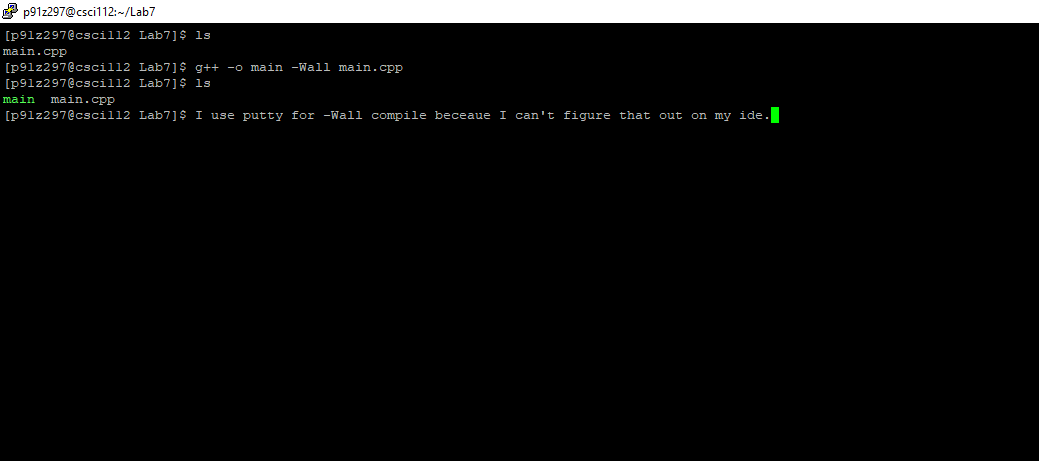 p91z297@csci112:~/Lab7
[p91z297@csci112 Lab7]$ ls
main.cpp
[p91z297@csci112 Lab7]$ g++ -o main -Wall main.cpp
[p91z297@csci112 Lab7]$ ls
main  main.cpp
[p91z297@csci112 Lab7]$ I use putty for -Wall compile beceaue I can't figure that out on my ide.